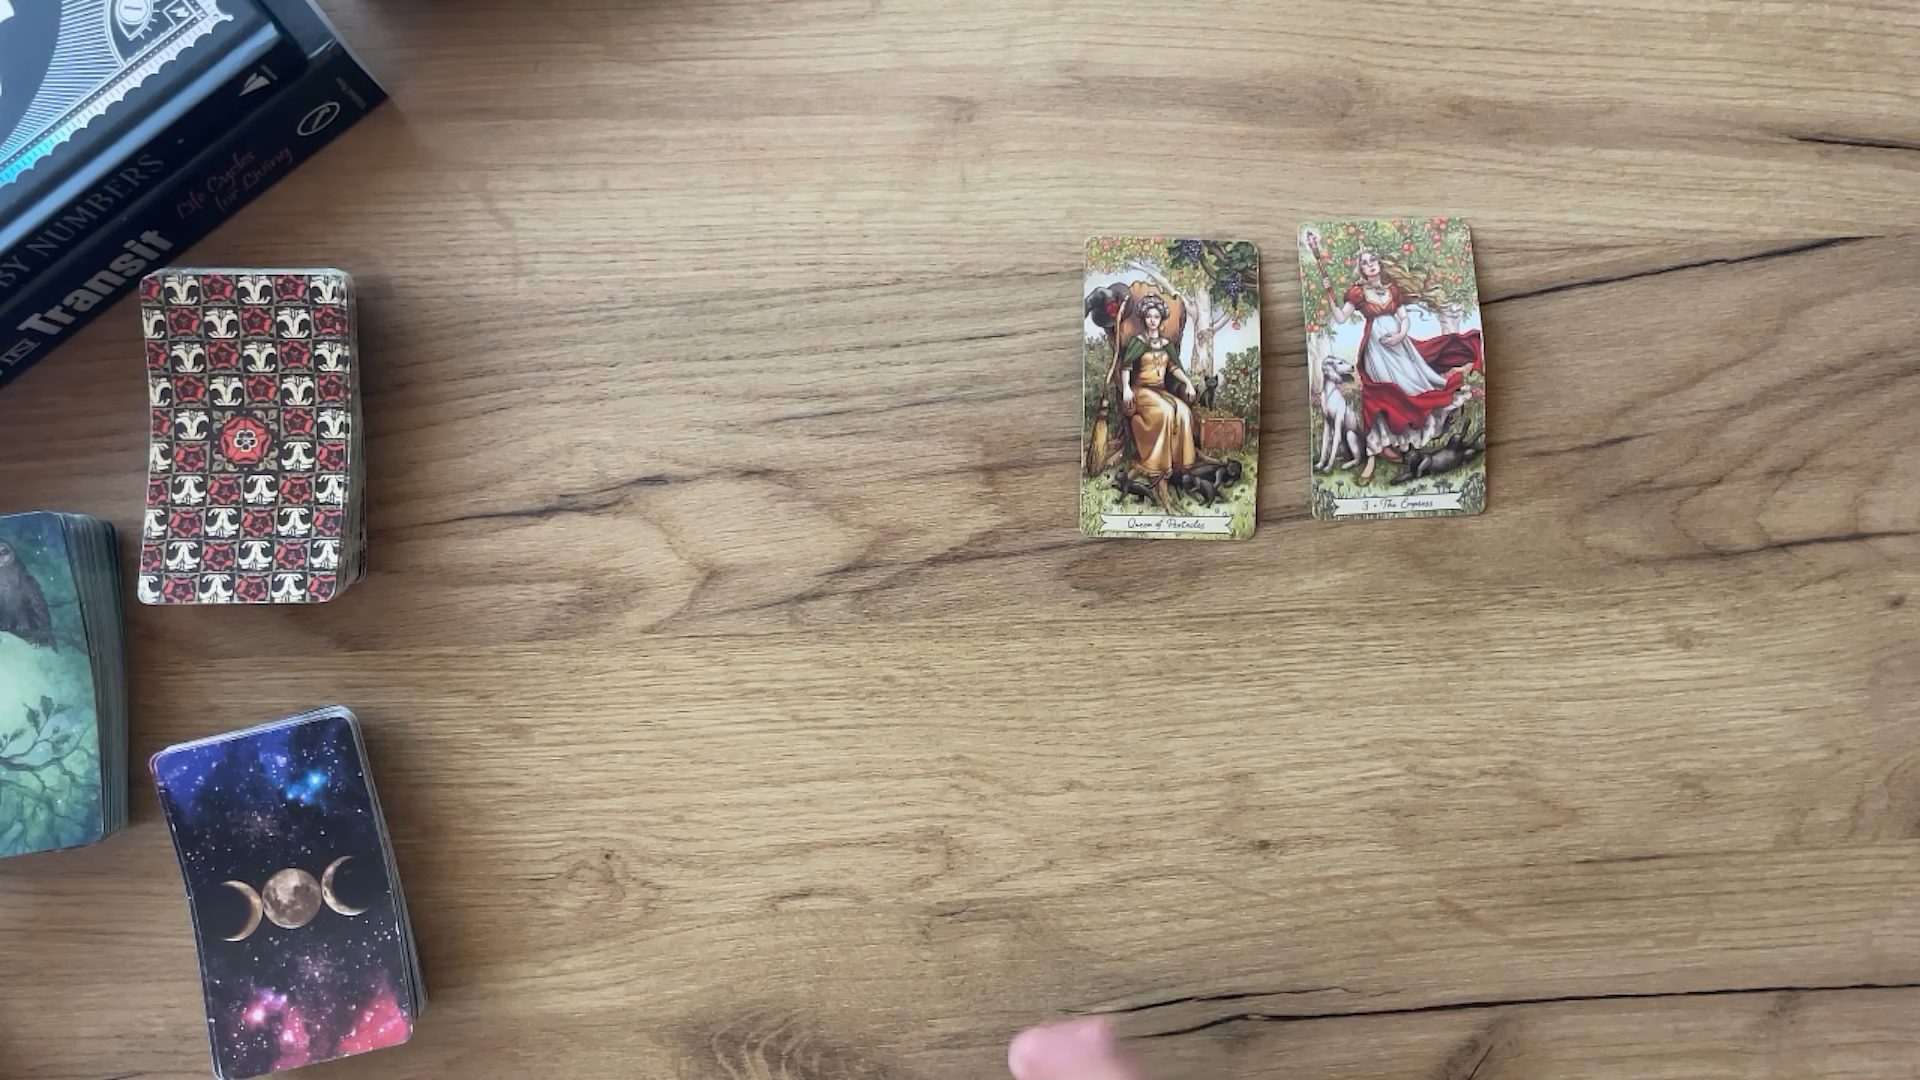 BY NUMBERS
Transit
Life Cycles
for Living
Queen of Pentacles
3 • The Empress